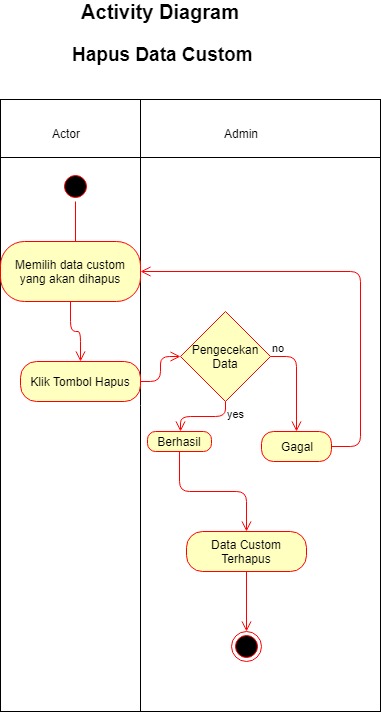 Activity Diagram
Hapus Data Custom
Actor
Admin
Memilih data custom
yang akan dihapus
Pengecekan
Data
no
Klik Tombol Hapus
yes
Berhasil
Gagal
Data Custom
Terhapus